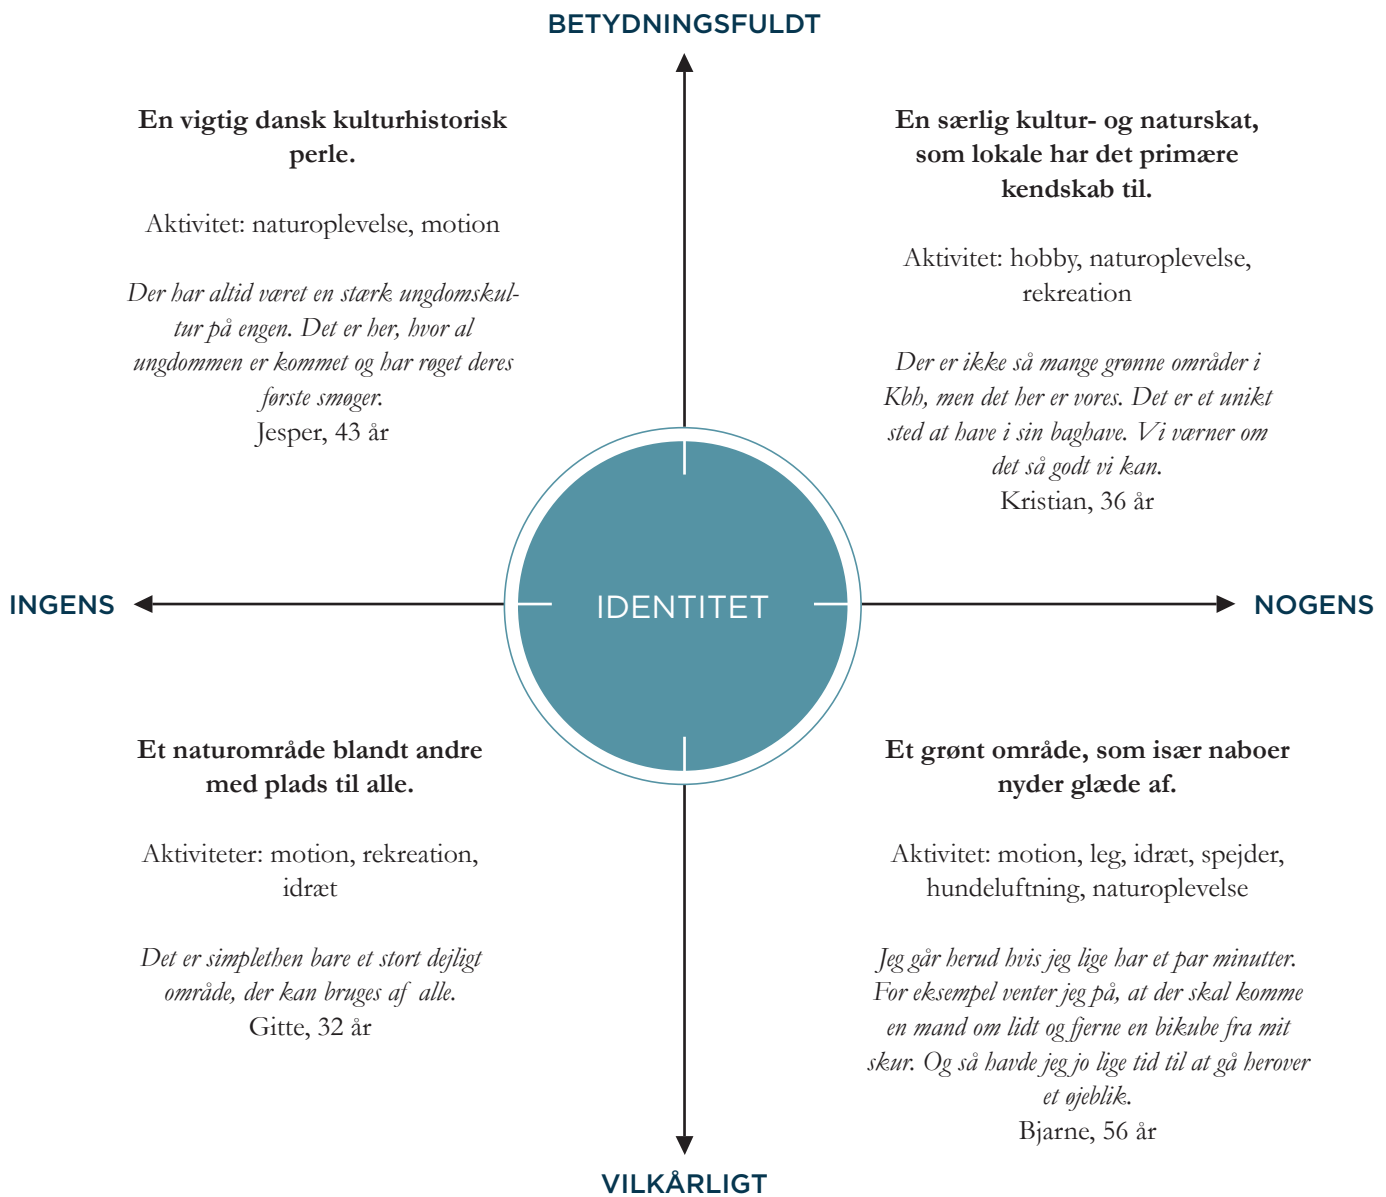 BETYDNINGSFULDT
En vigtig dansk kulturhistorisk
perle.
Aktivitet: naturoplevelse, motion
Der har altid været en stærk ungdomskul-
tur på engen. Det er her, hvor al
ungdommen er kommet og har røget deres
første smøger.
Jesper, 43 år
En særlig kultur- og naturskat,
som lokale har det primære
kendskab til.
Aktivitet: hobby, naturoplevelse,
rekreation
Der er ikke så mange grønne områder i
Kbh, men det her er vores. Det er et unikt
sted at have i sin baghave. Vi værner om
det så godt vi kan.
Kristian, 36 år
INGENS
IDENTITET
NOGENS
Et naturområde blandt andre
med plads til alle.
Aktiviteter: motion, rekreation,
idræt
Det er simplethen bare et stort dejligt
område, der kan bruges af alle.
Gitte, 32 år
Et grønt område, som især naboer
nyder glæde af.
Aktivitet: motion, leg, idræt, spejder,
hundeluftning, naturoplevelse
Jeg går herud hvis jeg lige har et par minutter.
For eksempel venter jeg på, at der skal komme
en mand om lidt og fjerne en bikube fra mit
skur. Og så havde jeg jo lige tid til at gå herover
et øjeblik.
Bjarne, 56 år
VILKÅRLIGT